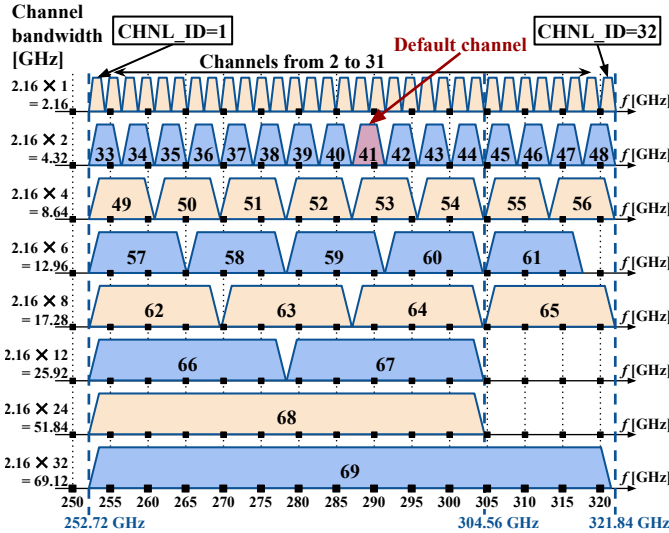 Channel
bandwidth
[GHz]
CHNL_ID=1
CHNL_ID=32
Default channel
Channels from 2 to 31
2.16 × 1
= 2.16
f [GHz]
2.16 × 2
= 4.32
33 34 35 36 37 38 39 40 41 42 43 44 45 46 47 48
f [GHz]
2.16 × 4
= 8.64
49 50 51 52 53 54 55 56
f [GHz]
2.16 × 6
= 12.96
57 58 59 60 61
f [GHz]
2.16 × 8
= 17.28
62 63 64 65
f [GHz]
2.16 × 12
= 25.92
66 67
f [GHz]
2.16 × 24
= 51.84
68
f [GHz]
2.16 × 32
= 69.12
69
f [GHz]
250 255 260 265 270 275 280 285 290 295 300 305 310 315 320
252.72 GHz 304.56 GHz 321.84 GHz